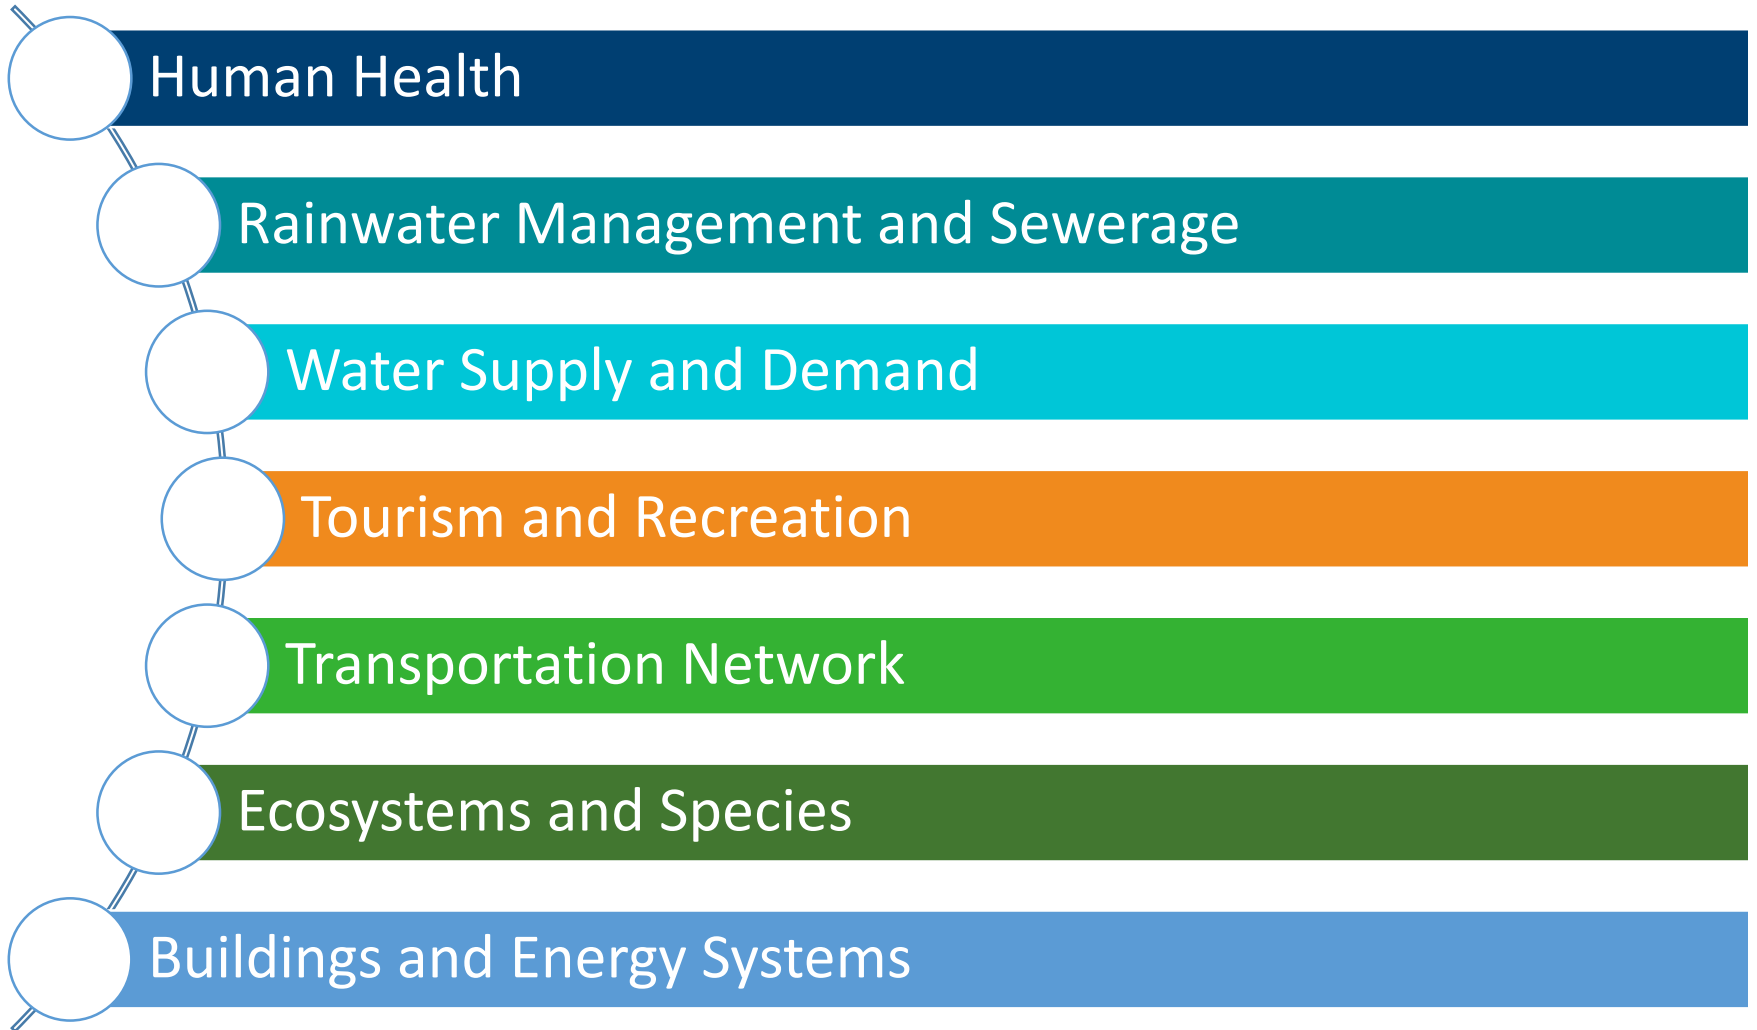 Human Health
Rainwater Management and Sewerage
Water Supply and Demand
Tourism and Recreation
Transportation Network
Ecosystems and Species
Buildings and Energy Systems